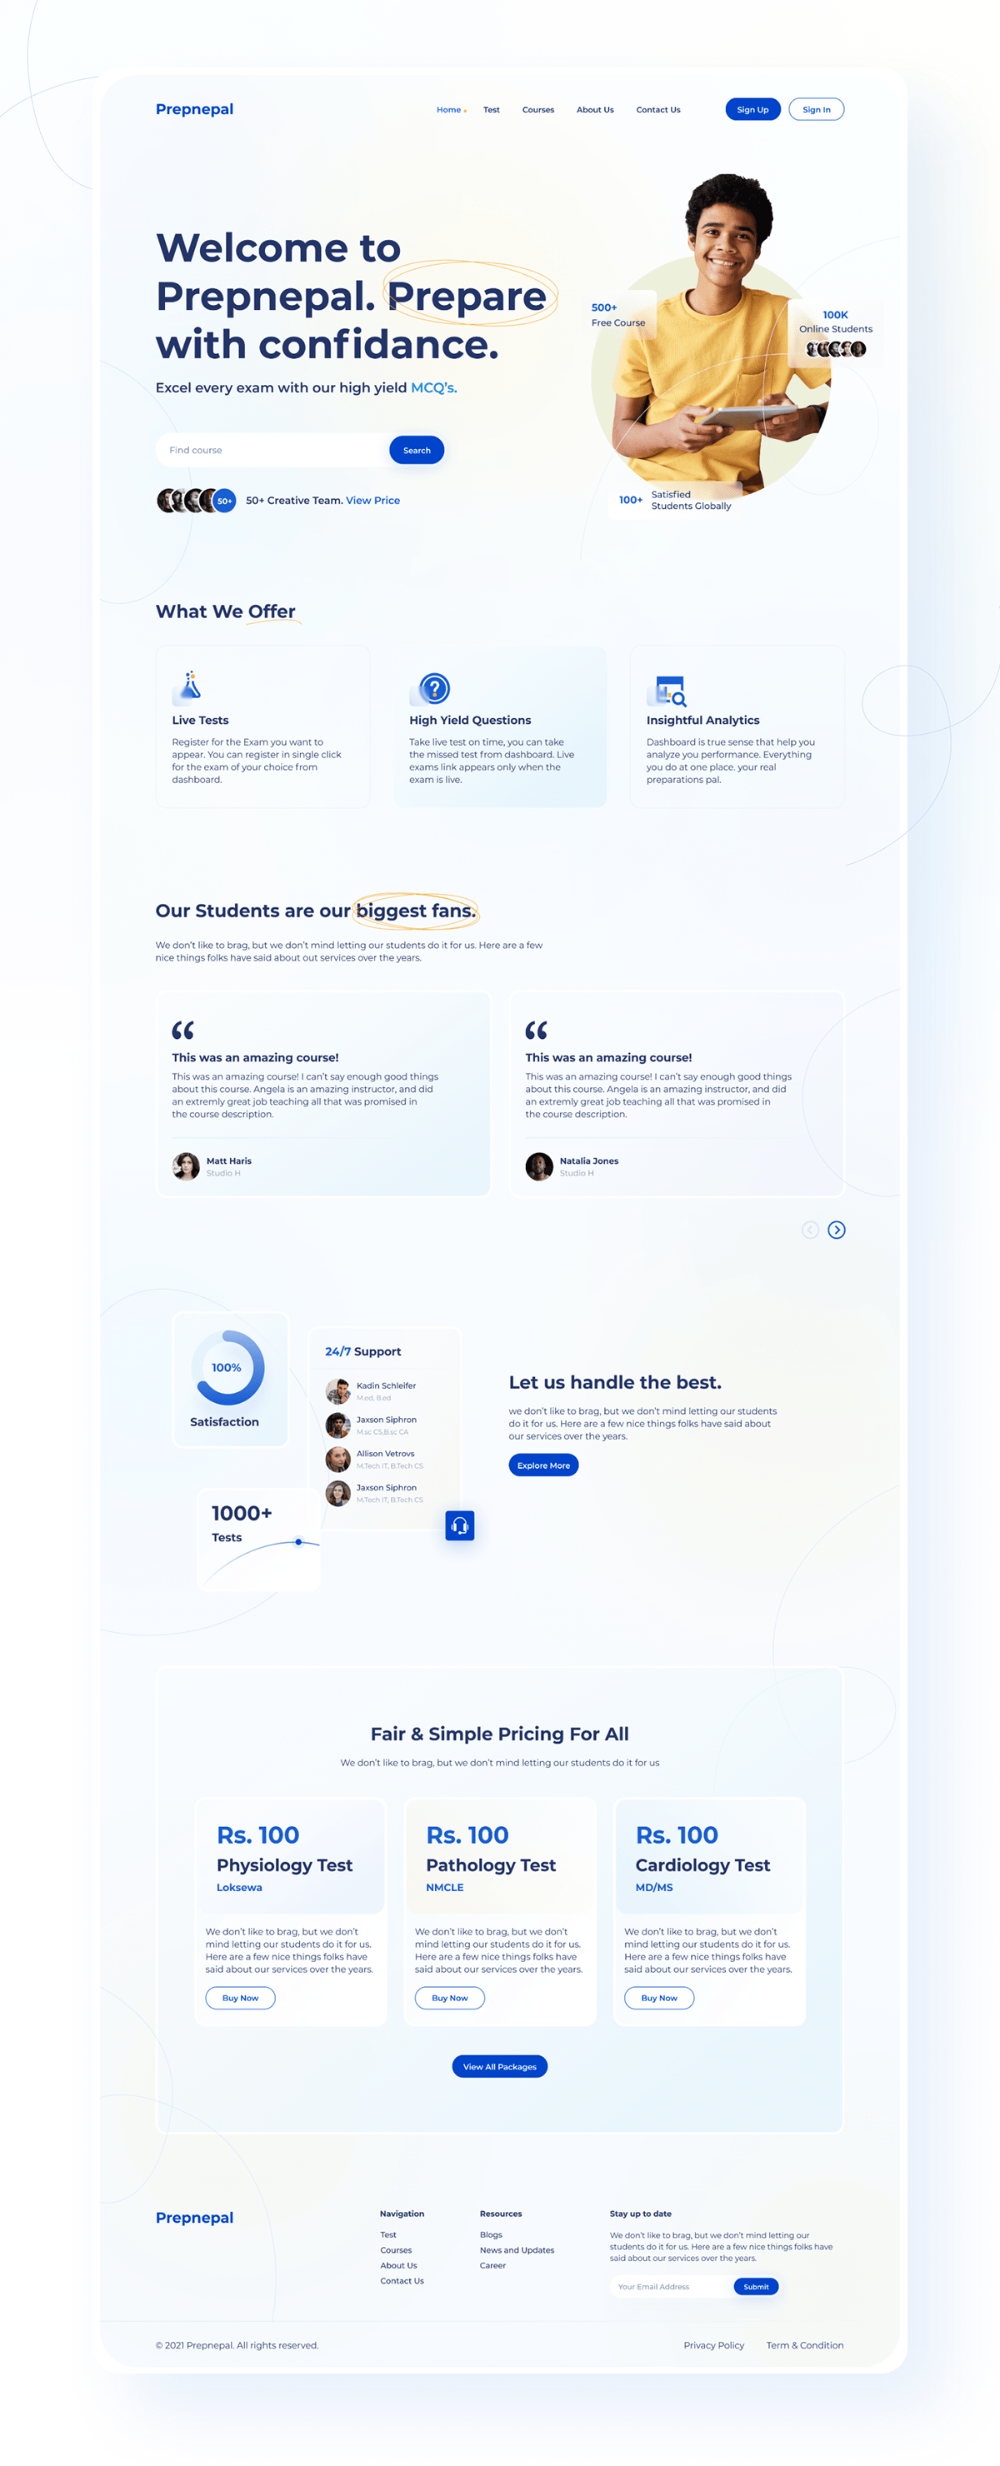 Prepnepal
Home
Test
Courses
About Us
Contact Us
Sign Up
Sign In
Welcome to
Prepnepal. Prepare
with confidance.
Excel every exam with our high yield MCQ's.
Find course
Search
50+
50+ Creative Team. View Price
500+
Free Course
100K
Online Students
100+
Satisfied
Students Globally
What We Offer
Live Tests
Register for the Exam you want to
appear. You can register in single click
for the exam of your choice from
dashboard.
High Yield Questions
Take live test on time, you can take
the missed test from dashboard. Live
exams link appears only when the
exam is live.
Insightful Analytics
Dashboard is true sense that help you
analyze you performance. Everything
you do at one place. your real
preparations pal.
Our Students are our biggest fans.
We don't like to brag, but we don't mind letting our students do it for us. Here are a few
nice things folks have said about out services over the years.
“
This was an amazing course!
This was an amazing course! I can't say enough good things
about this course. Angela is an amazing instructor, and did
an extremly great job teaching all that was promised in
the course description.
Matt Haris
Studio H
“
This was an amazing course!
This was an amazing course! I can't say enough good things
about this course. Angela is an amazing instructor, and did
an extremly great job teaching all that was promised in
the course description.
Natalia Jones
Studio H
100%
Satisfaction
24/7 Support
Kadin Schleifer
M.ed, B.ed
Jaxson Siphron
M.sc CS,B.sc CA
Allison Vetrovs
M.Tech IT, B.Tech CS
Jaxson Siphron
M.Tech IT, B.Tech CS
1000+
Tests
Let us handle the best.
we don't like to brag, but we don't mind letting our students
do it for us. Here are a few nice things folks have said about
our services over the years.
Explore More
Fair & Simple Pricing For All
We don't like to brag, but we don't mind letting our students do it for us
Rs. 100
Physiology Test
Loksewa
We don't like to brag, but we don't
mind letting our students do it for us.
Here are a few nice things folks have
said about our services over the years.
Buy Now
Rs. 100
Pathology Test
NMCLE
We don't like to brag, but we don't
mind letting our students do it for us.
Here are a few nice things folks have
said about our services over the years.
Buy Now
Rs. 100
Cardiology Test
MD/MS
We don't like to brag, but we don't
mind letting our students do it for us.
Here are a few nice things folks have
said about our services over the years.
Buy Now
View All Packages
Prepnepal
Navigation
Test
Courses
About Us
Contact Us
Resources
Blogs
News and Updates
Career
Stay up to date
We don't like to brag, but we don't mind letting our
students do it for us. Here are a few nice things folks have
said about our services over the years.
Your Email Address
Submit
© 2021 Prepnepal. All rights reserved.
Privacy Policy
Term & Condition